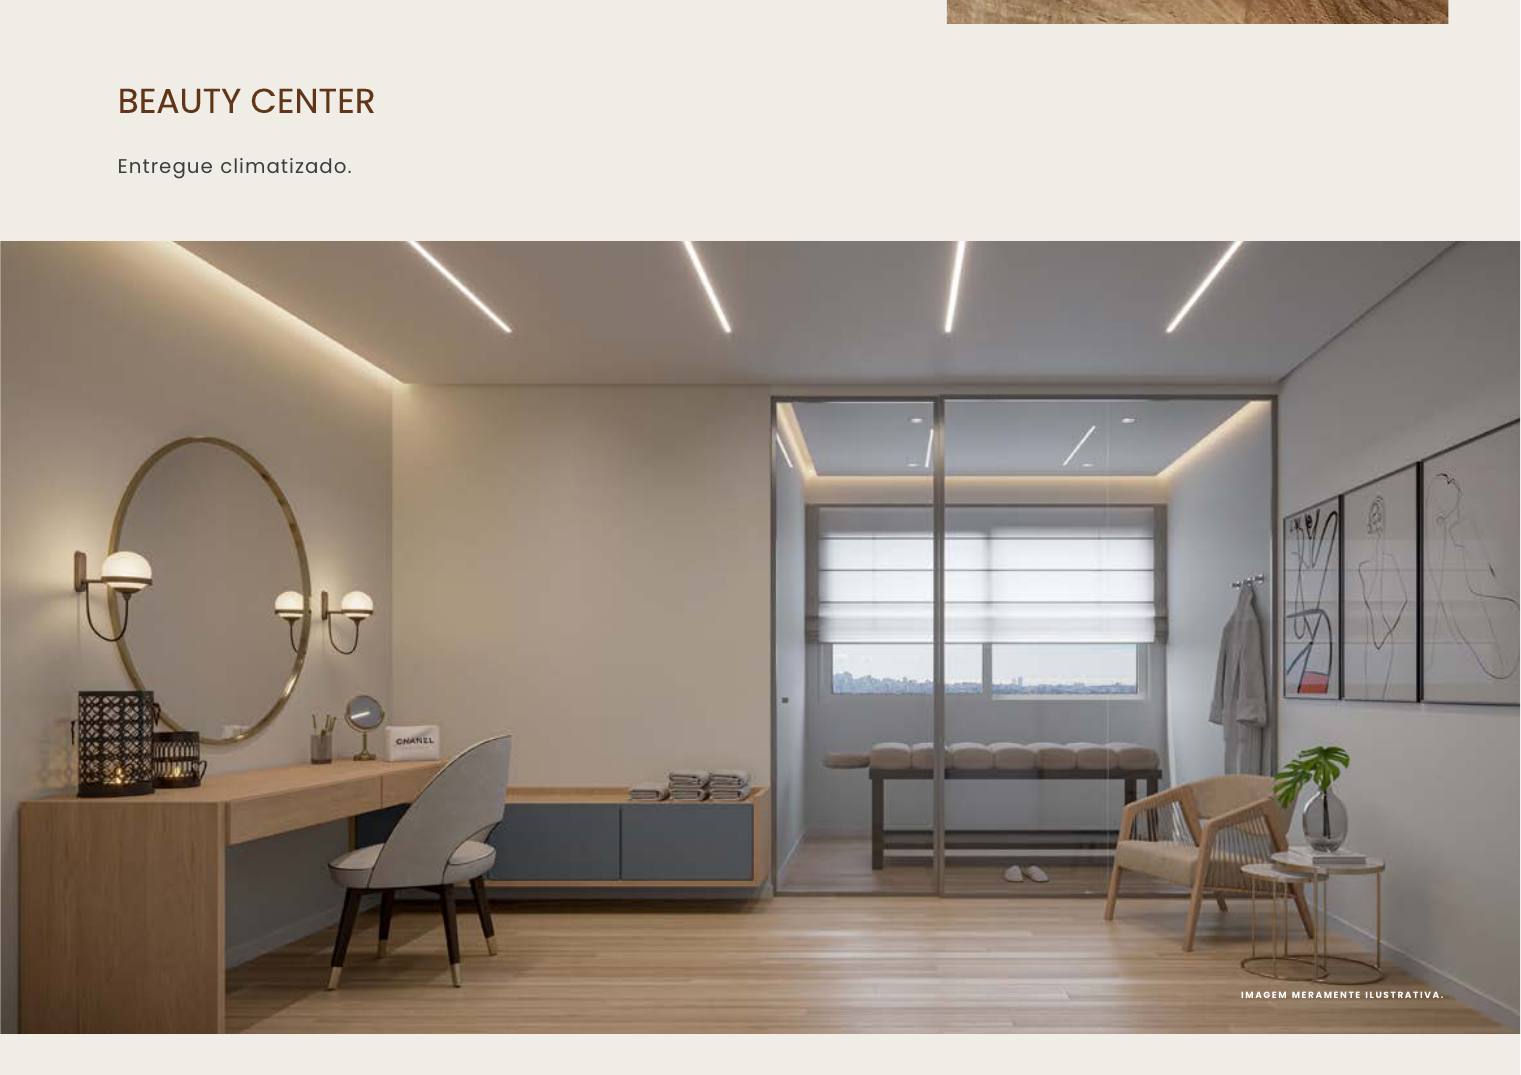 BEAUTY CENTER
Entregue climatizado.
CHANEL
IMAGEM MERAMENTE ILUSTRATIVA.